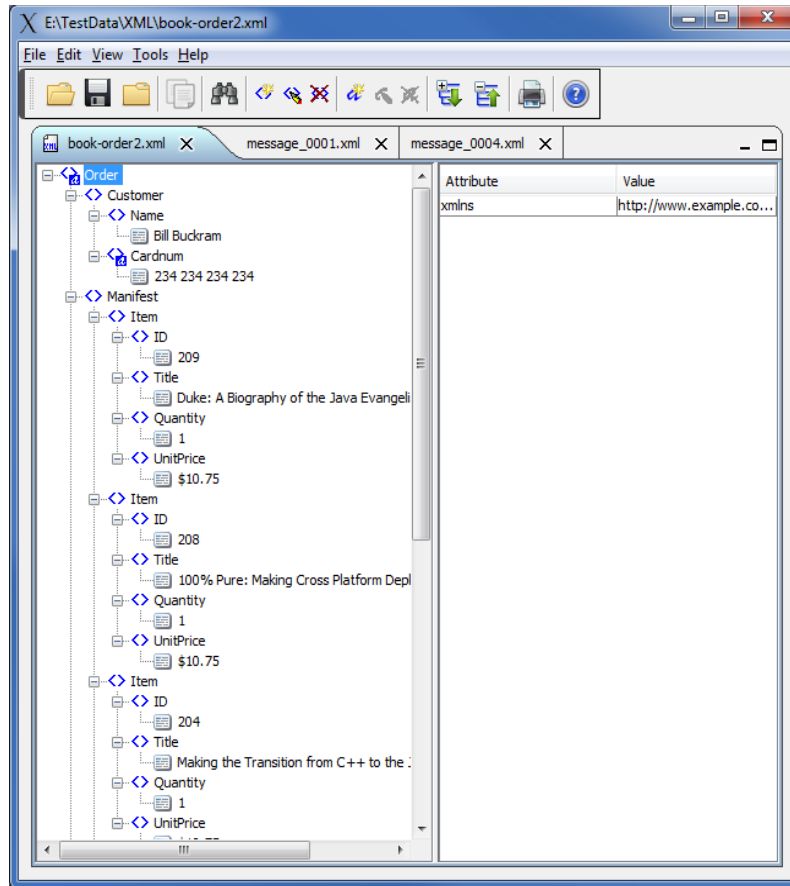 E:\TestData\XML\book-order2.xml
File Edit View Tools Help
book-order2.xml message_0001.xml message_0004.xml
Order
Customer
Name
Bill Buckram
Cardnum
234 234 234 234
Manifest
Item
ID
209
Title
Duke: A Biography of the Java Evangeli
Quantity
1
UnitPrice
$10.75
Item
ID
208
Title
100% Pure: Making Cross Platform Depl
Quantity
1
UnitPrice
$10.75
Item
ID
204
Title
Making the Transition from C++ to the
Quantity
1
UnitPrice
Attribute Value
xmlns http://www.example.co...